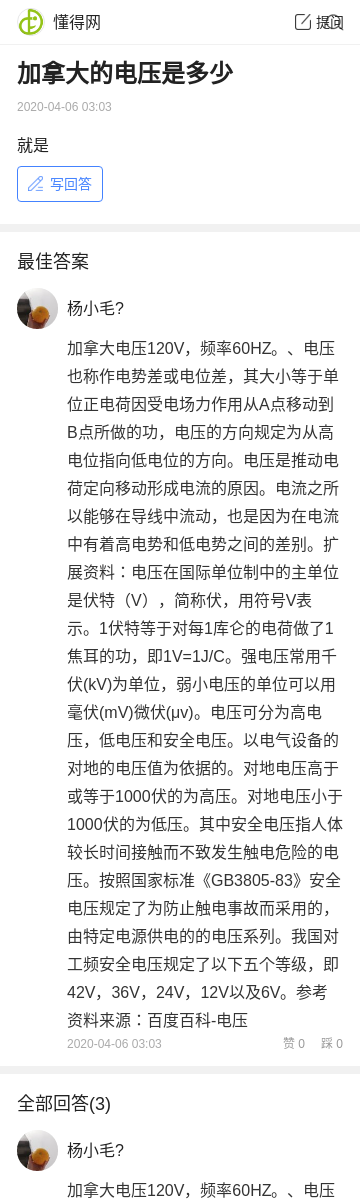 懂得网
提问
加拿大的电压是多少
2020-04-06 03:03
就是
写回答
最佳答案
杨小毛?
加拿大电压120V，频率60HZ。、电压
也称作电势差或电位差，其大小等于单
位正电荷因受电场力作用从A点移动到
B点所做的功，电压的方向规定为从高
电位指向低电位的方向。电压是推动电
荷定向移动形成电流的原因。电流之所
以能够在导线中流动，也是因为在电流
中有着高电势和低电势之间的差别。扩
展资料：电压在国际单位制中的主单位
是伏特（V），简称伏，用符号V表
示。1伏特等于对每1库仑的电荷做了1
焦耳的功，即1V=1J/C。强电压常用千
伏(kV)为单位，弱小电压的单位可以用
毫伏(mV)微伏(μv)。电压可分为高电
压，低电压和安全电压。以电气设备的
对地的电压值为依据的。对地电压高于
或等于1000伏的为高压。对地电压小于
1000伏的为低压。其中安全电压指人体
较长时间接触而不致发生触电危险的电
压。按照国家标准《GB3805-83》安全
电压规定了为防止触电事故而采用的，
由特定电源供电的的电压系列。我国对
工频安全电压规定了以下五个等级，即
42V，36V，24V，12V以及6V。参考
资料来源：百度百科-电压
2020-04-06 03:03 赞 0 踩 0
全部回答(3)
杨小毛?
加拿大电压120V，频率60HZ。、电压